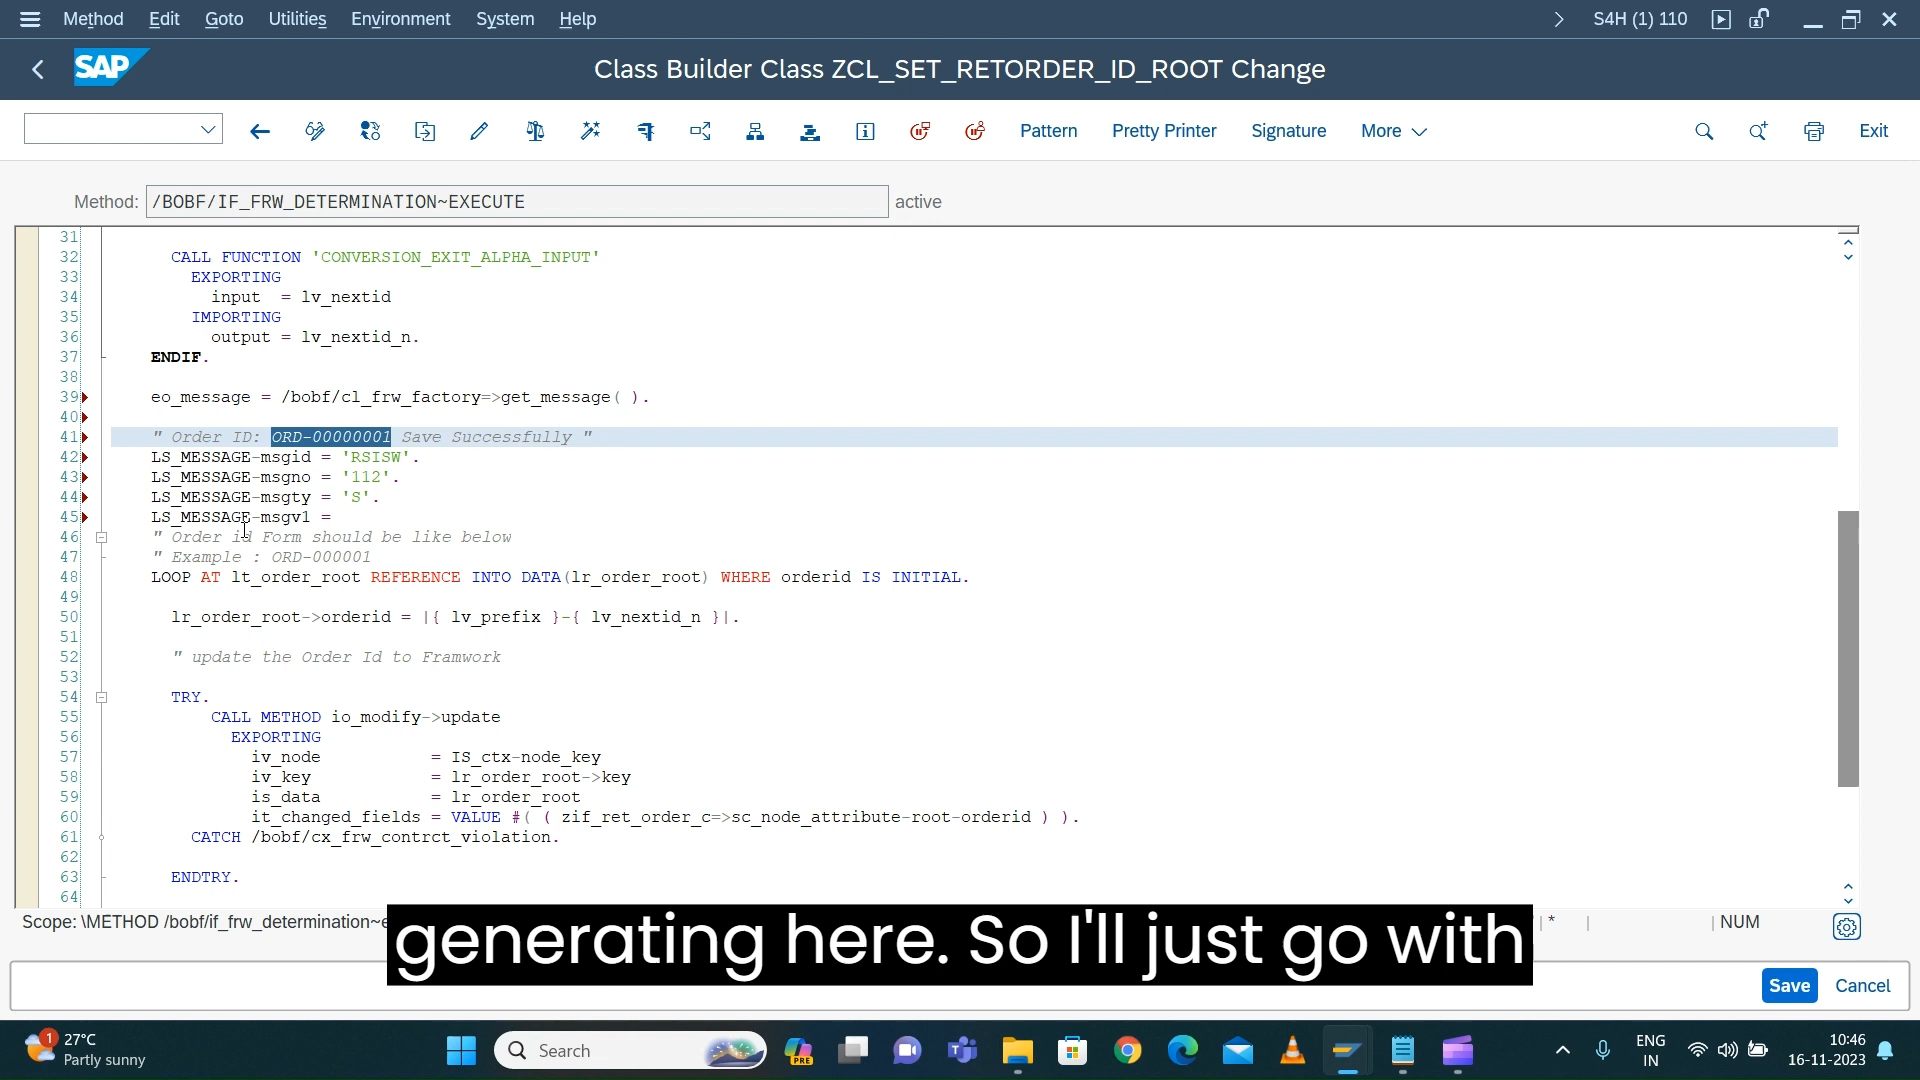 Method Edit Goto Utilities Environment System Help S4H (1) 110
SAP Class Builder Class ZCL_SET_RETORDER_ID_ROOT Change
Pattern Pretty Printer Signature More Exit
Method: /BOBF/IF_FRW_DETERMINATION~EXECUTE active
31
32 CALL FUNCTION 'CONVERSION_EXIT_ALPHA_INPUT'
33 EXPORTING
34 input = lv_nextid
35 IMPORTING
36 output = lv_nextid_n.
37 ENDIF.
38
39 eo_message = /bobf/cl_frw_factory=>get_message( ).
40
41 " Order ID: ORD-00000001 Save Successfully "
42 LS_MESSAGE-msgid = 'RSISW'.
43 LS_MESSAGE-msgno = '112'.
44 LS_MESSAGE-msgty = 'S'.
45 LS_MESSAGE-msgv1 =
46 " Order id Form should be like below
47 " Example : ORD-000001
48 LOOP AT lt_order_root REFERENCE INTO DATA(lr_order_root) WHERE orderid IS INITIAL.
49
50 lr_order_root->orderid = |{ lv_prefix }-{ lv_nextid_n }|.
51
52 " update the Order Id to Framwork
53
54 TRY.
55 CALL METHOD io_modify->update
56 EXPORTING
57 iv_node = IS_ctx-node_key
58 iv_key = lr_order_root->key
59 is_data = lr_order_root
60 it_changed_fields = VALUE #( ( zif_ret_order_c=>sc_node_attribute-root-orderid ) ).
61 CATCH /bobf/cx_frw_contrct_violation.
62
63 ENDTRY.
64
Scope: \METHOD /bobf/if_frw_determination~e * NUM
generating here. So I'll just go with
Save Cancel
1 27°C
Partly sunny
Search
PRE
ENG
IN
10:46
16-11-2023